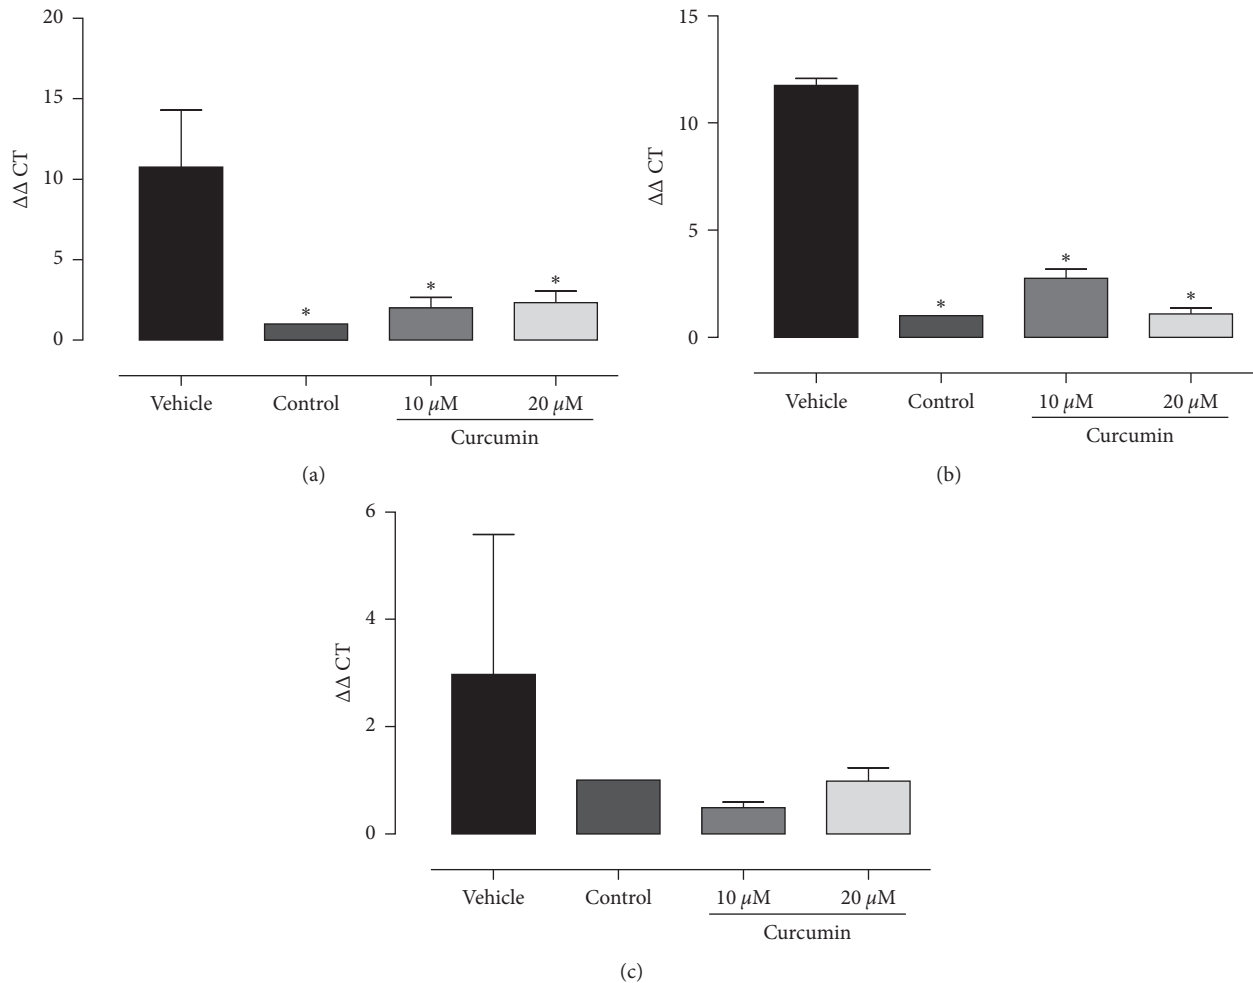 20
15
10
5
0
ΔΔ CT
*
*
*
Vehicle
Control
10 μM
20 μM
Curcumin
(a)
15
10
5
0
ΔΔ CT
*
*
*
Vehicle
Control
10 μM
20 μM
Curcumin
(b)
6
4
2
0
ΔΔ CT
Vehicle
Control
10 μM
20 μM
Curcumin
(c)